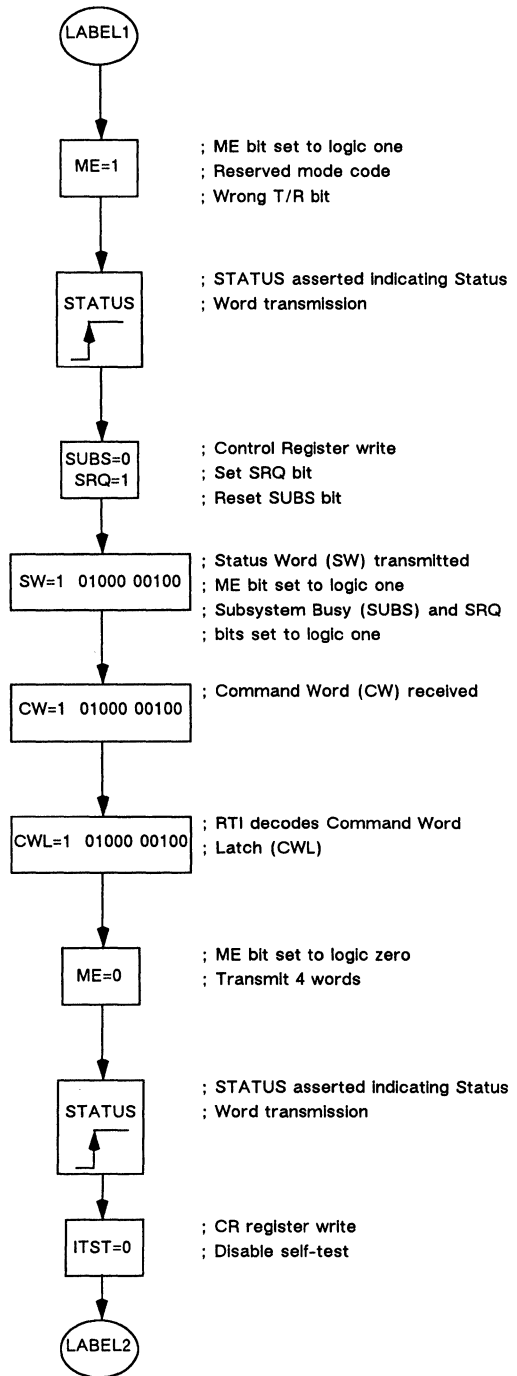 LABEL1
ME=1
; ME bit set to logic one
; Reserved mode code
; Wrong T/R bit
STATUS
; STATUS asserted indicating Status
; Word transmission
SUBS=0
SRQ=1
; Control Register write
; Set SRQ bit
; Reset SUBS bit
SW=1 01000 00100
; Status Word (SW) transmitted
; ME bit set to logic one
; Subsystem Busy (SUBS) and SRQ
; bits set to logic one
CW=1 01000 00100
; Command Word (CW) received
CWL=1 01000 00100
; RTI decodes Command Word
; Latch (CWL)
ME=0
; ME bit set to logic zero
; Transmit 4 words
STATUS
; STATUS asserted indicating Status
; Word transmission
ITST=0
; CR register write
; Disable self-test
LABEL2